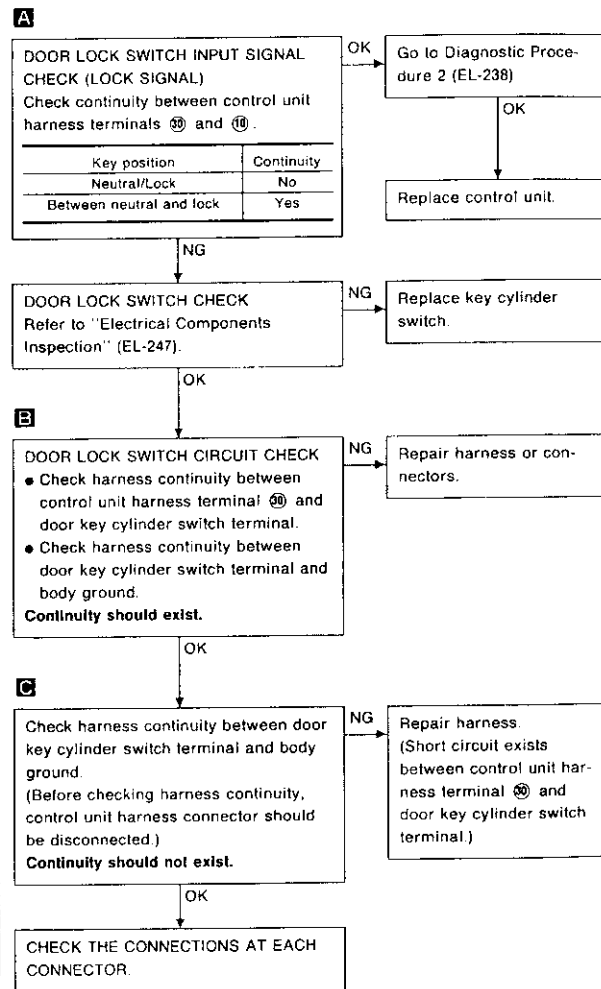 A
DOOR LOCK SWITCH INPUT SIGNAL
CHECK (LOCK SIGNAL)
Check continuity between control unit
harness terminals ㉚ and ⑩.
Key position Continuity
Neutral/Lock No
Between neutral and lock Yes
OK
Go to Diagnostic Proce-
dure 2 (EL-238)
OK
Replace control unit.
NG
DOOR LOCK SWITCH CHECK
Refer to "Electrical Components
Inspection" (EL-247).
NG
Replace key cylinder
switch.
OK
B
DOOR LOCK SWITCH CIRCUIT CHECK
● Check harness continuity between
control unit harness terminal ㉚ and
door key cylinder switch terminal.
● Check harness continuity between
door key cylinder switch terminal and
body ground.
Continuity should exist.
NG
Repair harness or con-
nectors.
OK
C
Check harness continuity between door
key cylinder switch terminal and body
ground.
(Before checking harness continuity,
control unit harness connector should
be disconnected.)
Continuity should not exist.
NG
Repair harness.
(Short circuit exists
between control unit har-
ness terminal ㉚ and
door key cylinder switch
terminal.)
OK
CHECK THE CONNECTIONS AT EACH
CONNECTOR.